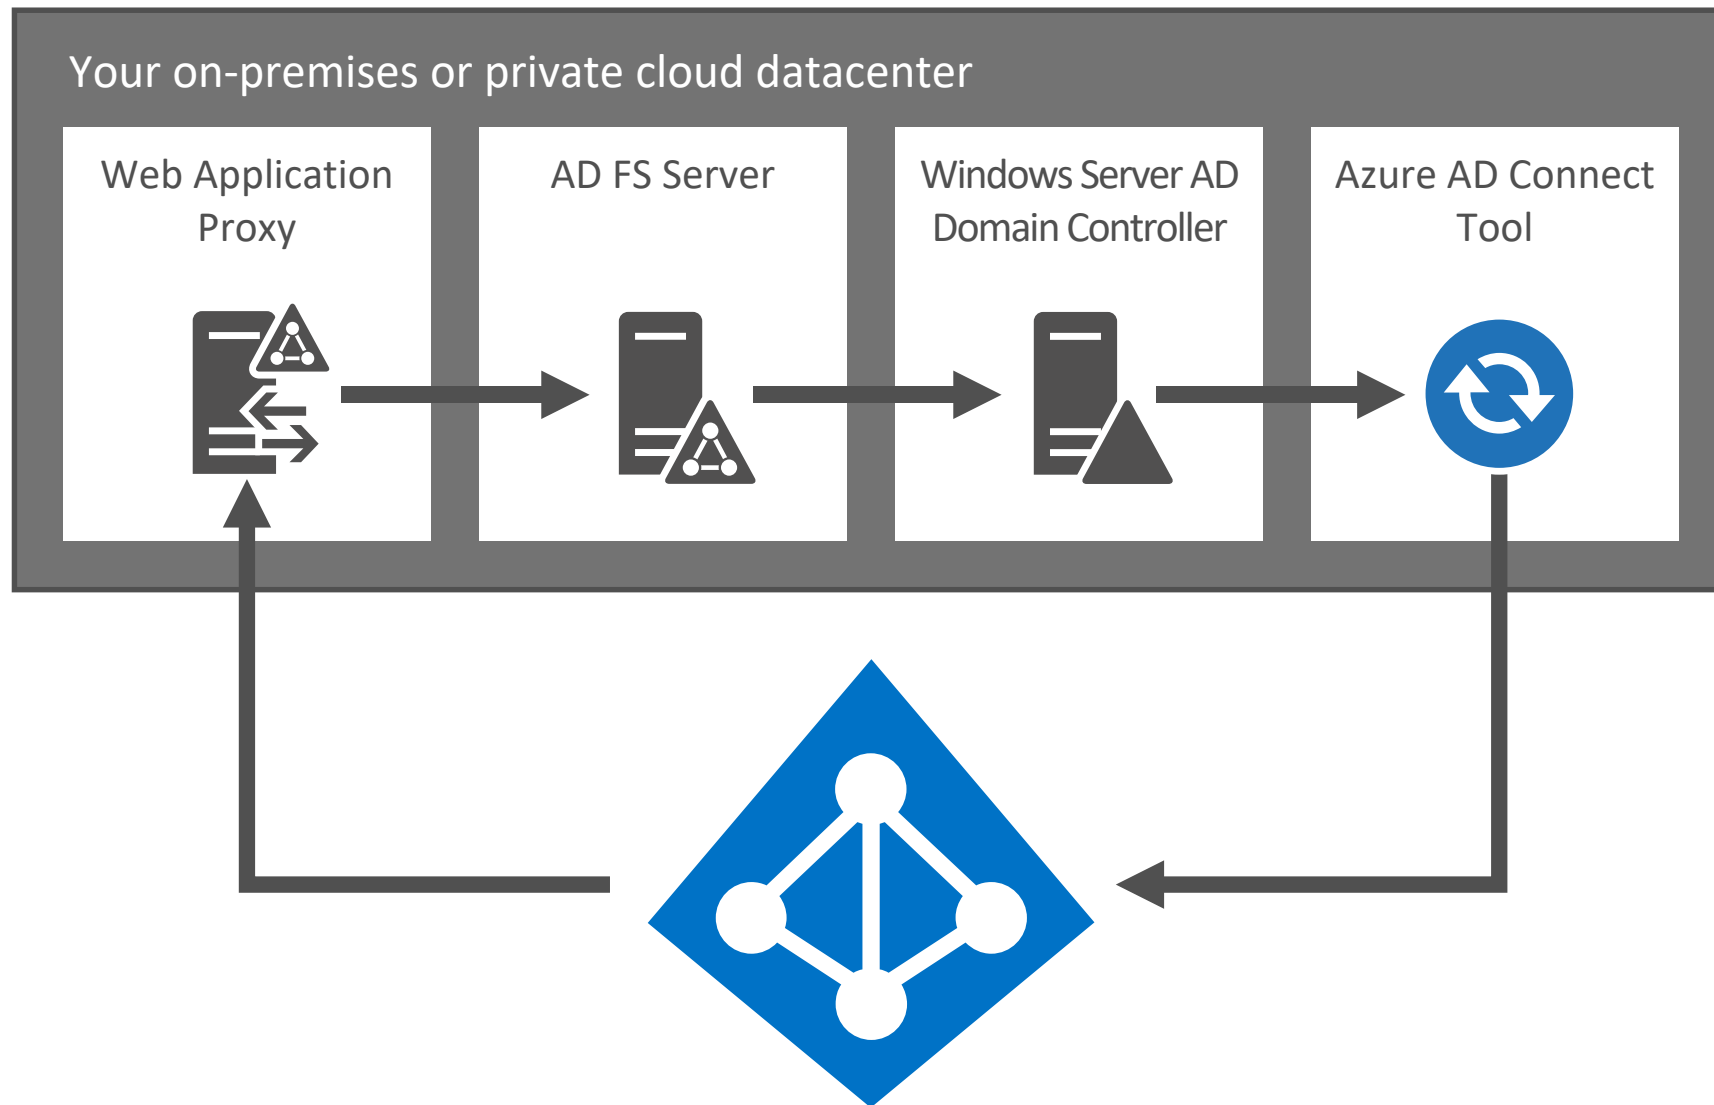 Your on-premises or private cloud datacenter
Web Application
Proxy
AD FS Server
Windows Server AD
Domain Controller
Azure AD Connect
Tool